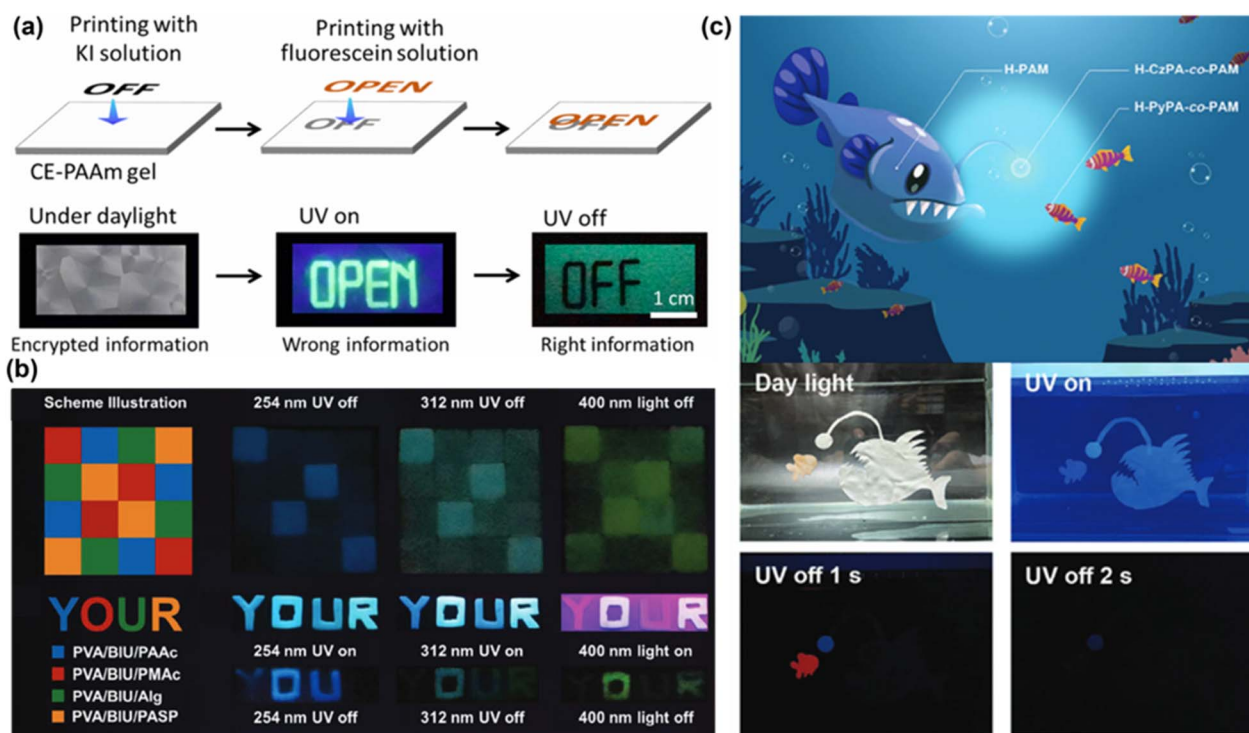 (a)
Printing with
KI solution
OFF
CE-PAAm gel
Printing with
fluorescein solution
OPEN
OFF
OPEN
OFF
Under daylight
UV on
UV off
OPEN
OFF
1 cm
Encrypted information
Wrong information
Right information
(b)
Scheme Illustration
254 nm UV off
312 nm UV off
400 nm light off
YOUR
YOUR
YOUR
YOUR
254 nm UV on
312 nm UV on
400 nm light on
PVA/BIU/PAAc
PVA/BIU/PMAc
PVA/BIU/Alg
PVA/BIU/PASP
YOU
OUR
OUR
254 nm UV off
312 nm UV off
400 nm light off
(c)
H-PAM
H-CzPA-co-PAM
H-PyPA-co-PAM
Day light
UV on
UV off 1 s
UV off 2 s